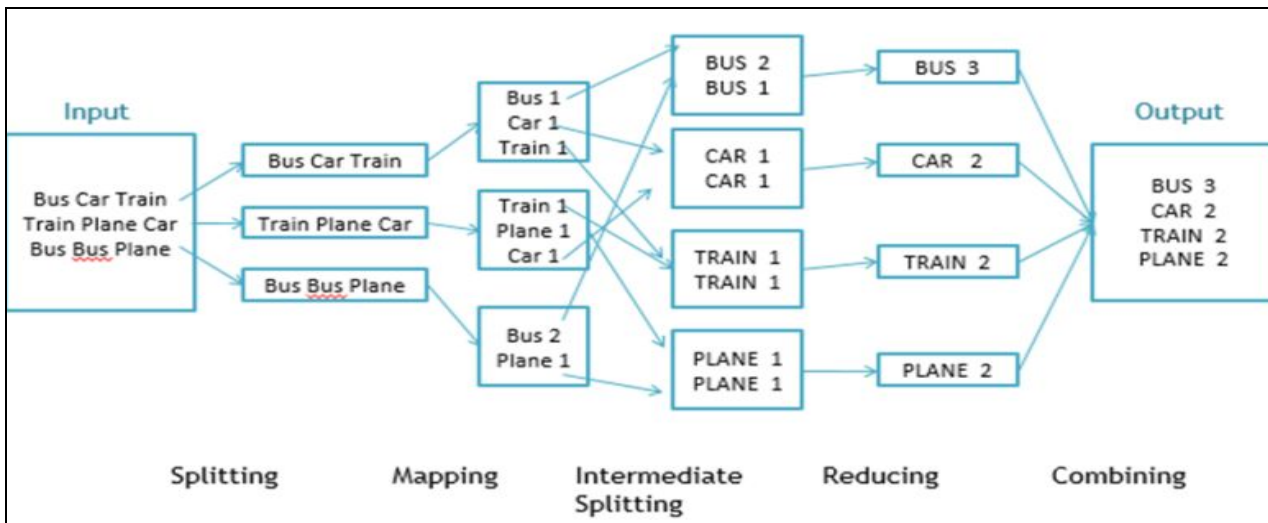 Input
Bus Car Train
Train Plane Car
Bus Bus Plane
Bus Car Train
Train Plane Car
Bus Bus Plane
Bus 1
Car 1
Train 1
Train 1
Plane 1
Car 1
Bus 2
Plane 1
BUS 2
BUS 1
CAR 1
CAR 1
TRAIN 1
TRAIN 1
PLANE 1
PLANE 1
BUS 3
CAR 2
TRAIN 2
PLANE 2
Output
BUS 3
CAR 2
TRAIN 2
PLANE 2
Splitting
Mapping
Intermediate
Splitting
Reducing
Combining